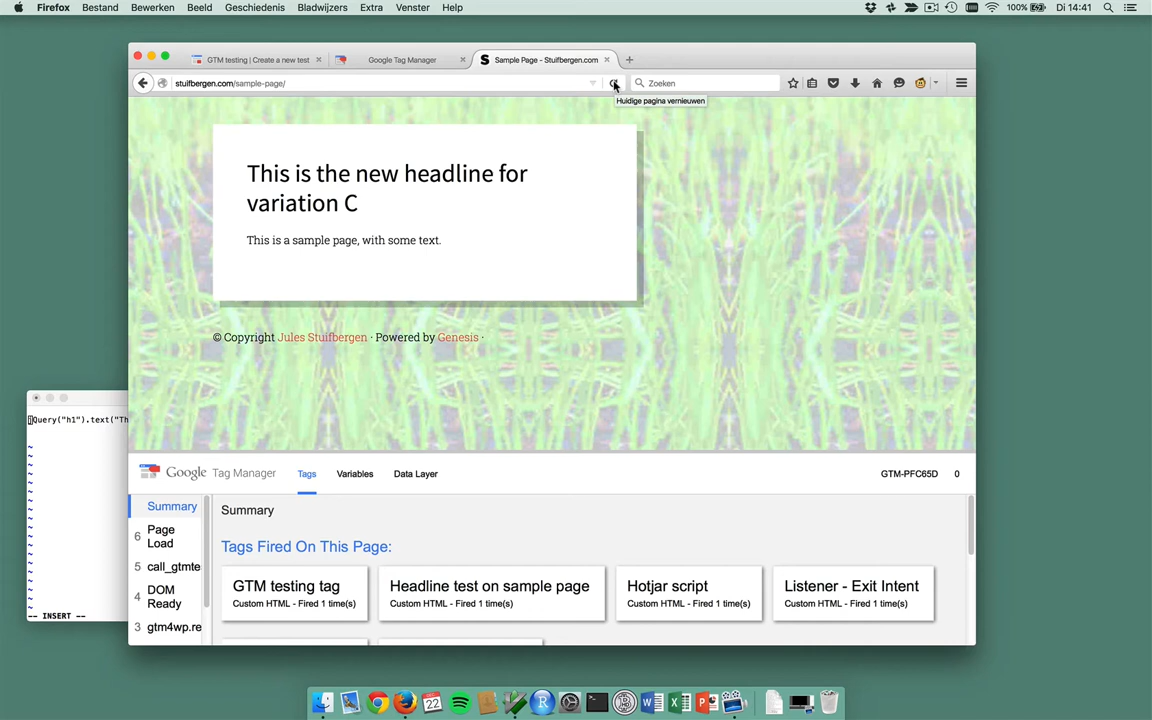 Firefox Bestand Bewerken Beeld Geschiedenis Bladwijzers Extra Venster Help 100% Di 14:41
GTM testing | Create a new test Google Tag Manager Sample Page - Stuifbergen.com
stuifbergen.com/sample-page/ Zoeken
Huidige pagina vernieuwen
This is the new headline for
variation C
This is a sample page, with some text.
© Copyright Jules Stuifbergen · Powered by Genesis ·
jQuery("h1").text("Th
-- INSERT --
Google Tag Manager Tags Variables Data Layer GTM-PFC65D 0
Summary
6 Page
Load
5 call_gtmte
4 DOM
Ready
3 gtm4wp.re
Summary
Tags Fired On This Page:
GTM testing tag
Custom HTML - Fired 1 time(s)
Headline test on sample page
Custom HTML - Fired 1 time(s)
Hotjar script
Custom HTML - Fired 1 time(s)
Listener - Exit Intent
Custom HTML - Fired 1 time(s)
22